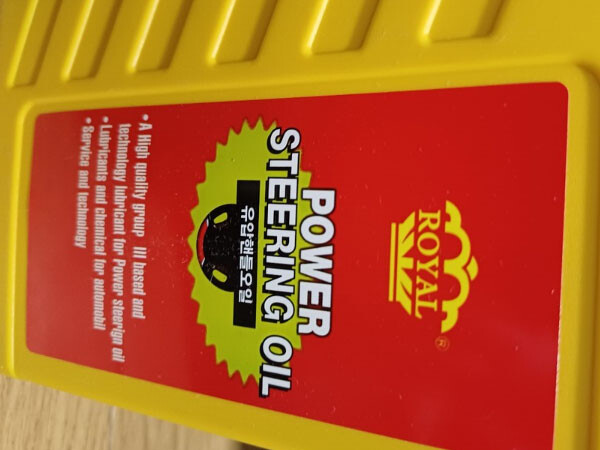 ROYAL
®
POWER
STEERING OIL
유압핸들오일
• A High quality group III based and
technology lubricant for Power steerign oil
• Lubricants and chemical for automobil
• Service and technology